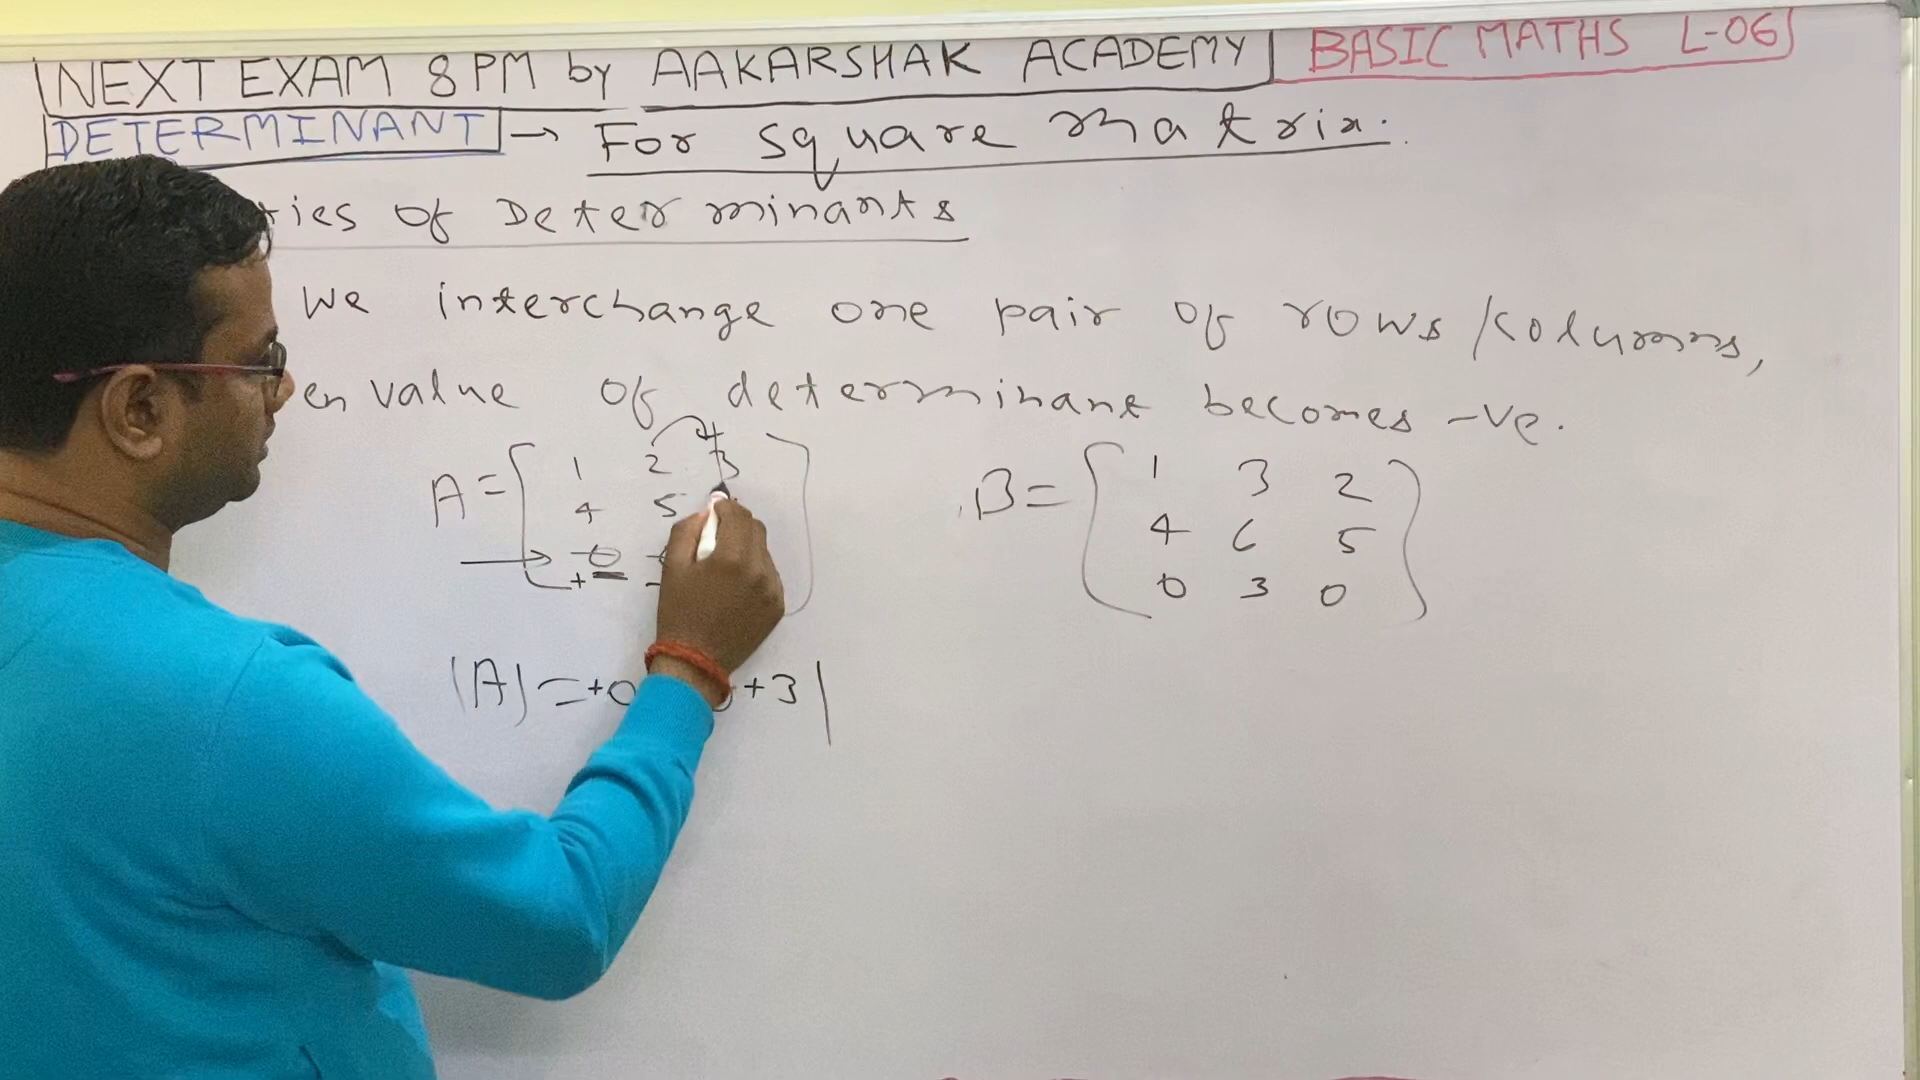 NEXT EXAM 8 PM by AAKARSHAK ACADEMY BASIC MATHS L-06
DETERMINANT → For square matrix.
ties of Determinants
We interchange one pair of rows/columns,
en value of determinant becomes -ve.
A = [ 1 2 3
4 5
0
+ -
B = [ 1 3 2 ]
4 6 5
0 3 0
|A| = +0 +3 |